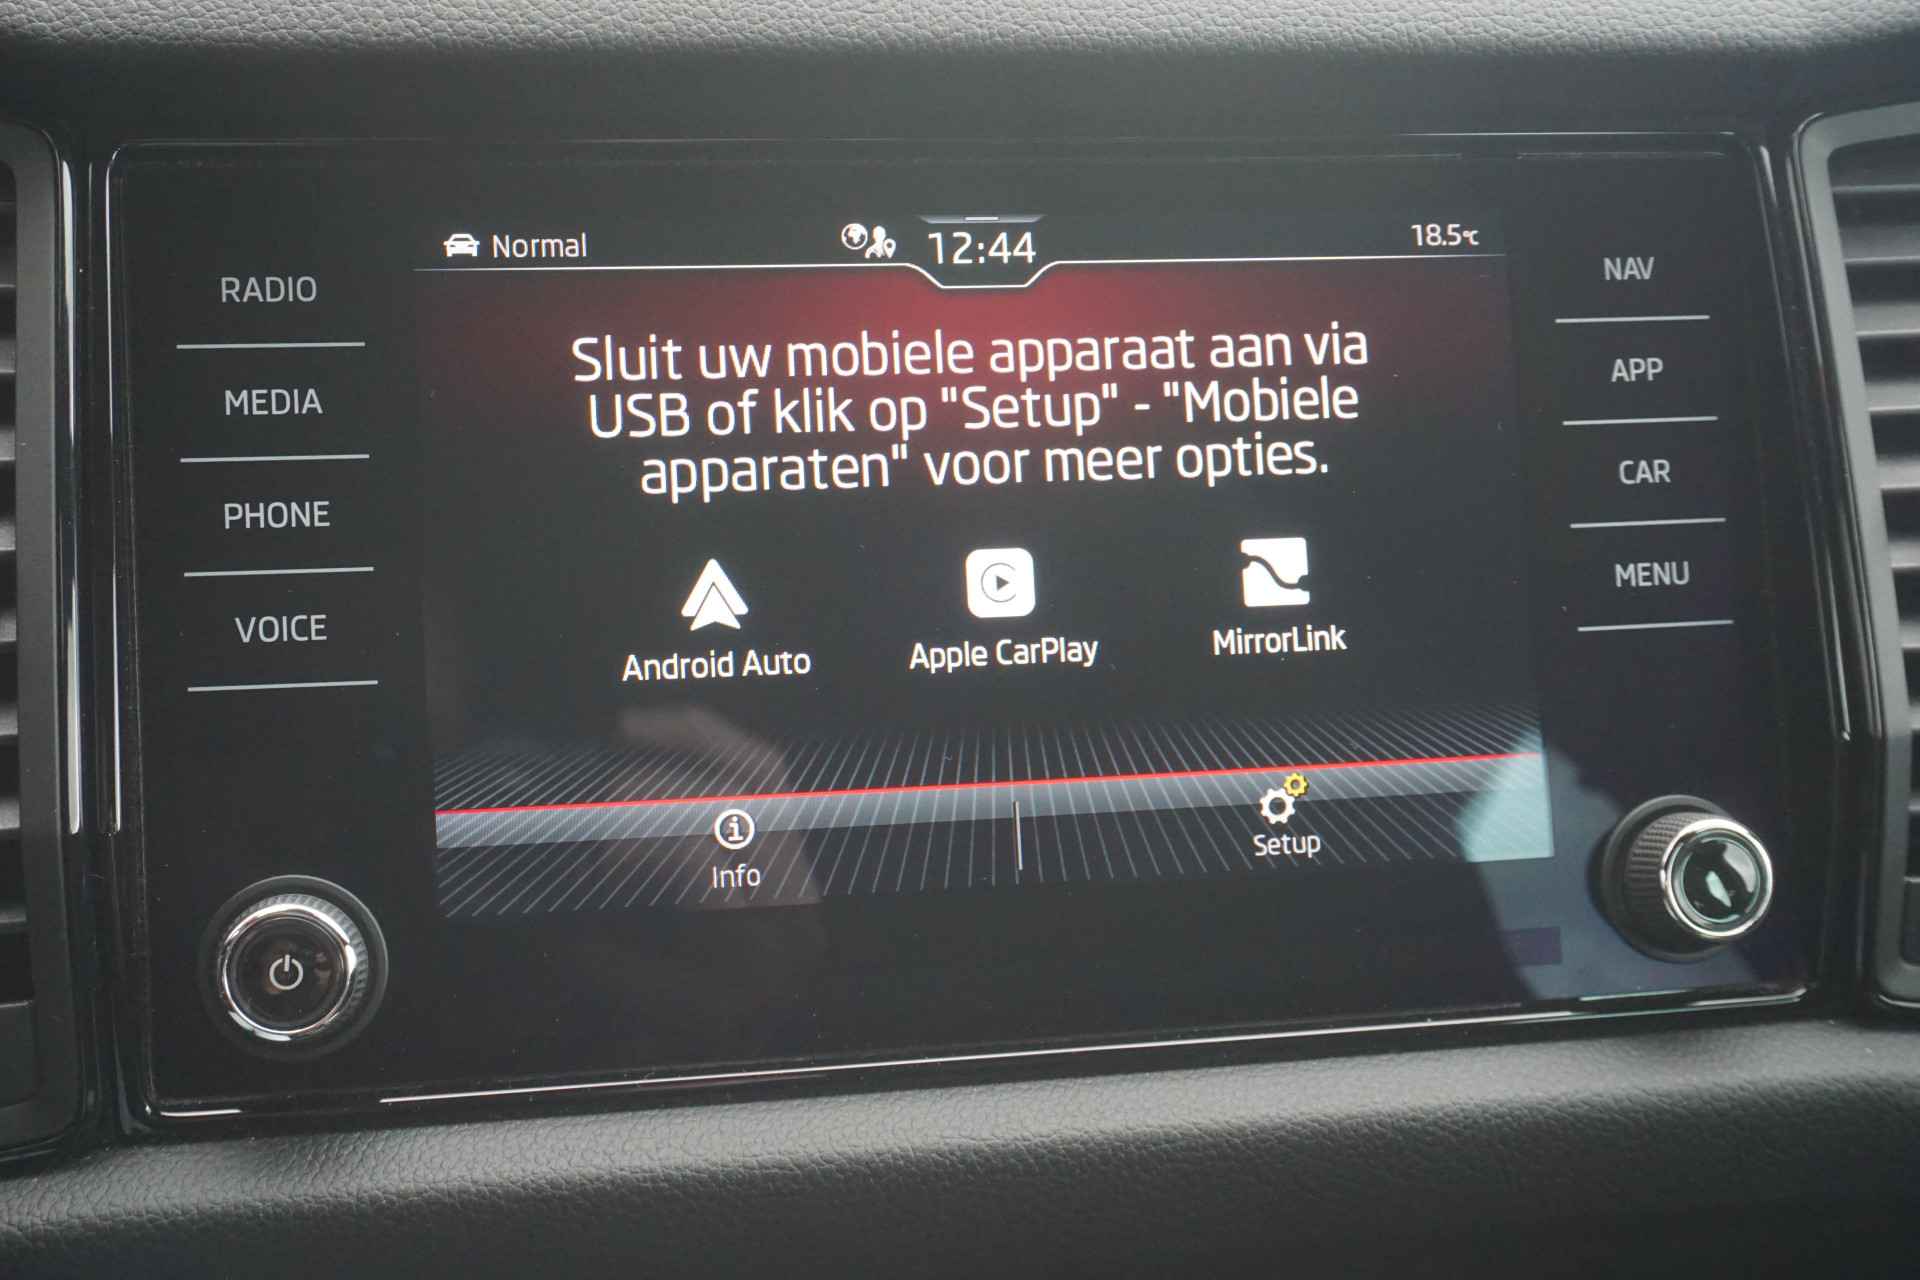 Normal
12:44
18.5°C
RADIO
MEDIA
PHONE
VOICE
Sluit uw mobiele apparaat aan via
USB of klik op "Setup" - "Mobiele
apparaten" voor meer opties.
Android Auto
Apple CarPlay
MirrorLink
Info
Setup
NAV
APP
CAR
MENU